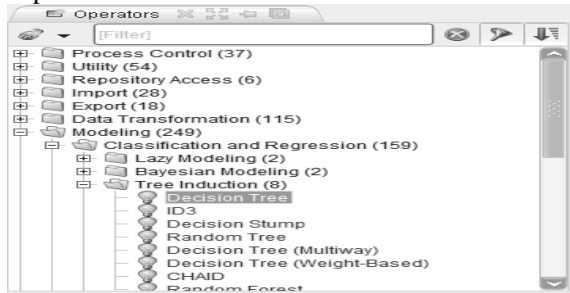 Operators
[Filter]
Process Control (37)
Utility (54)
Repository Access (6)
Import (28)
Export (18)
Data Transformation (115)
Modeling (249)
Classification and Regression (159)
Lazy Modeling (2)
Bayesian Modeling (2)
Tree Induction (8)
Decision Tree
ID3
Decision Stump
Random Tree
Decision Tree (Multiway)
Decision Tree (Weight-Based)
CHAID
Random Forest